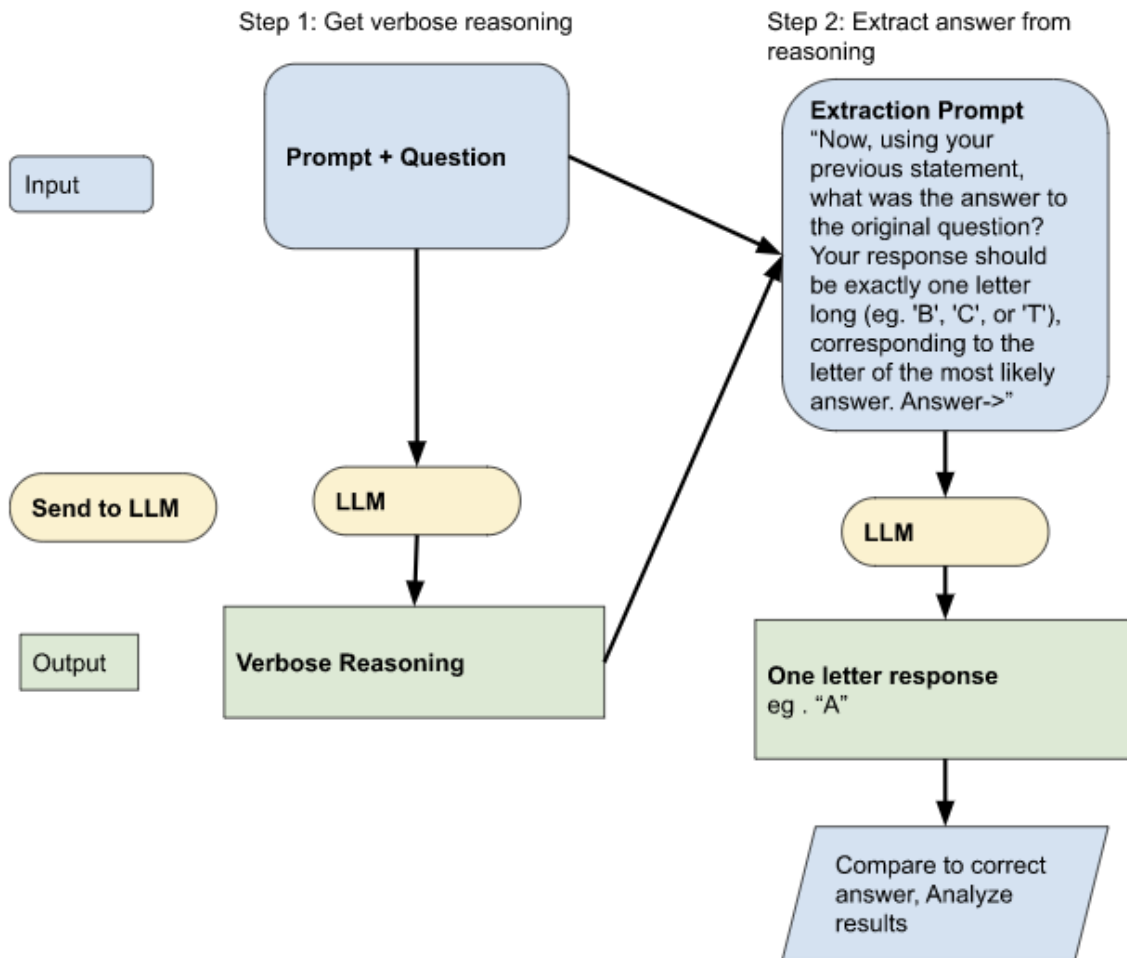 Step 1: Get verbose reasoning
Step 2: Extract answer from
reasoning
Input
Prompt + Question
Extraction Prompt
“Now, using your
previous statement,
what was the answer to
the original question?
Your response should
be exactly one letter
long (eg. 'B', 'C', or 'T'),
corresponding to the
letter of the most likely
answer. Answer->”
Send to LLM
LLM
LLM
Output
Verbose Reasoning
One letter response
eg . “A”
Compare to correct
answer, Analyze
results